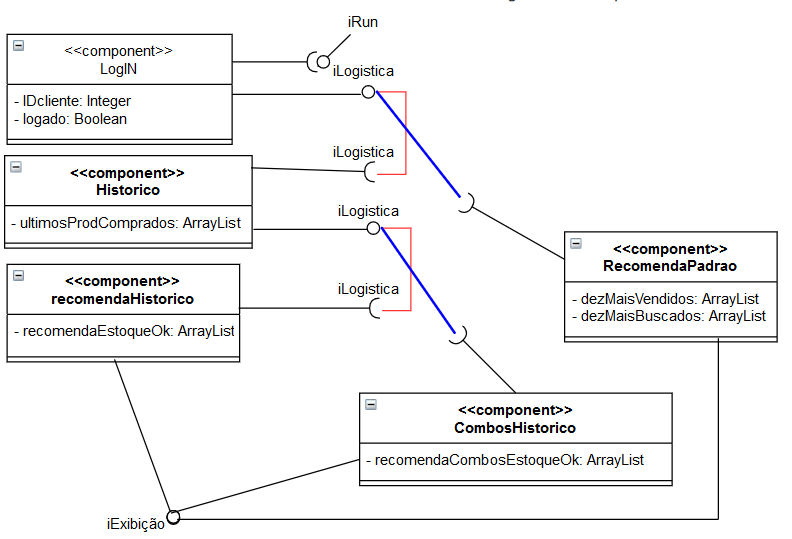 iRun
<<component>>
LogIN
- IDcliente: Integer
- logado: Boolean
iLogistica
iLogistica
<<component>>
Historico
- ultimosProdComprados: ArrayList
iLogistica
<<component>>
RecomendaPadrao
- dezMaisVendidos: ArrayList
- dezMaisBuscados: ArrayList
<<component>>
recomendaHistorico
- recomendaEstoqueOk: ArrayList
iLogistica
<<component>>
CombosHistorico
- recomendaCombosEstoqueOk: ArrayList
iExibição